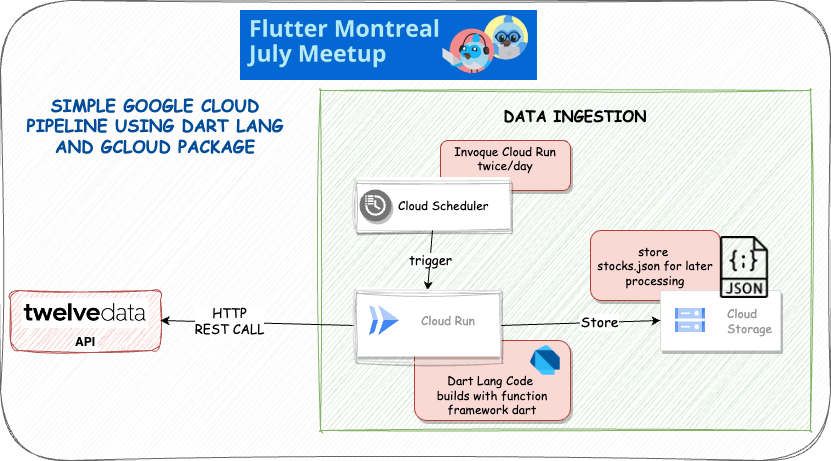 Flutter Montreal
July Meetup
SIMPLE GOOGLE CLOUD
PIPELINE USING DART LANG
AND GCLOUD PACKAGE
DATA INGESTION
Invoque Cloud Run
twice/day
Cloud Scheduler
trigger
store
stocks.json for later
processing
{;}
JSON
twelvedata
API
HTTP
REST CALL
Cloud Run
Store
Cloud
Storage
Dart Lang Code
builds with function
framework dart